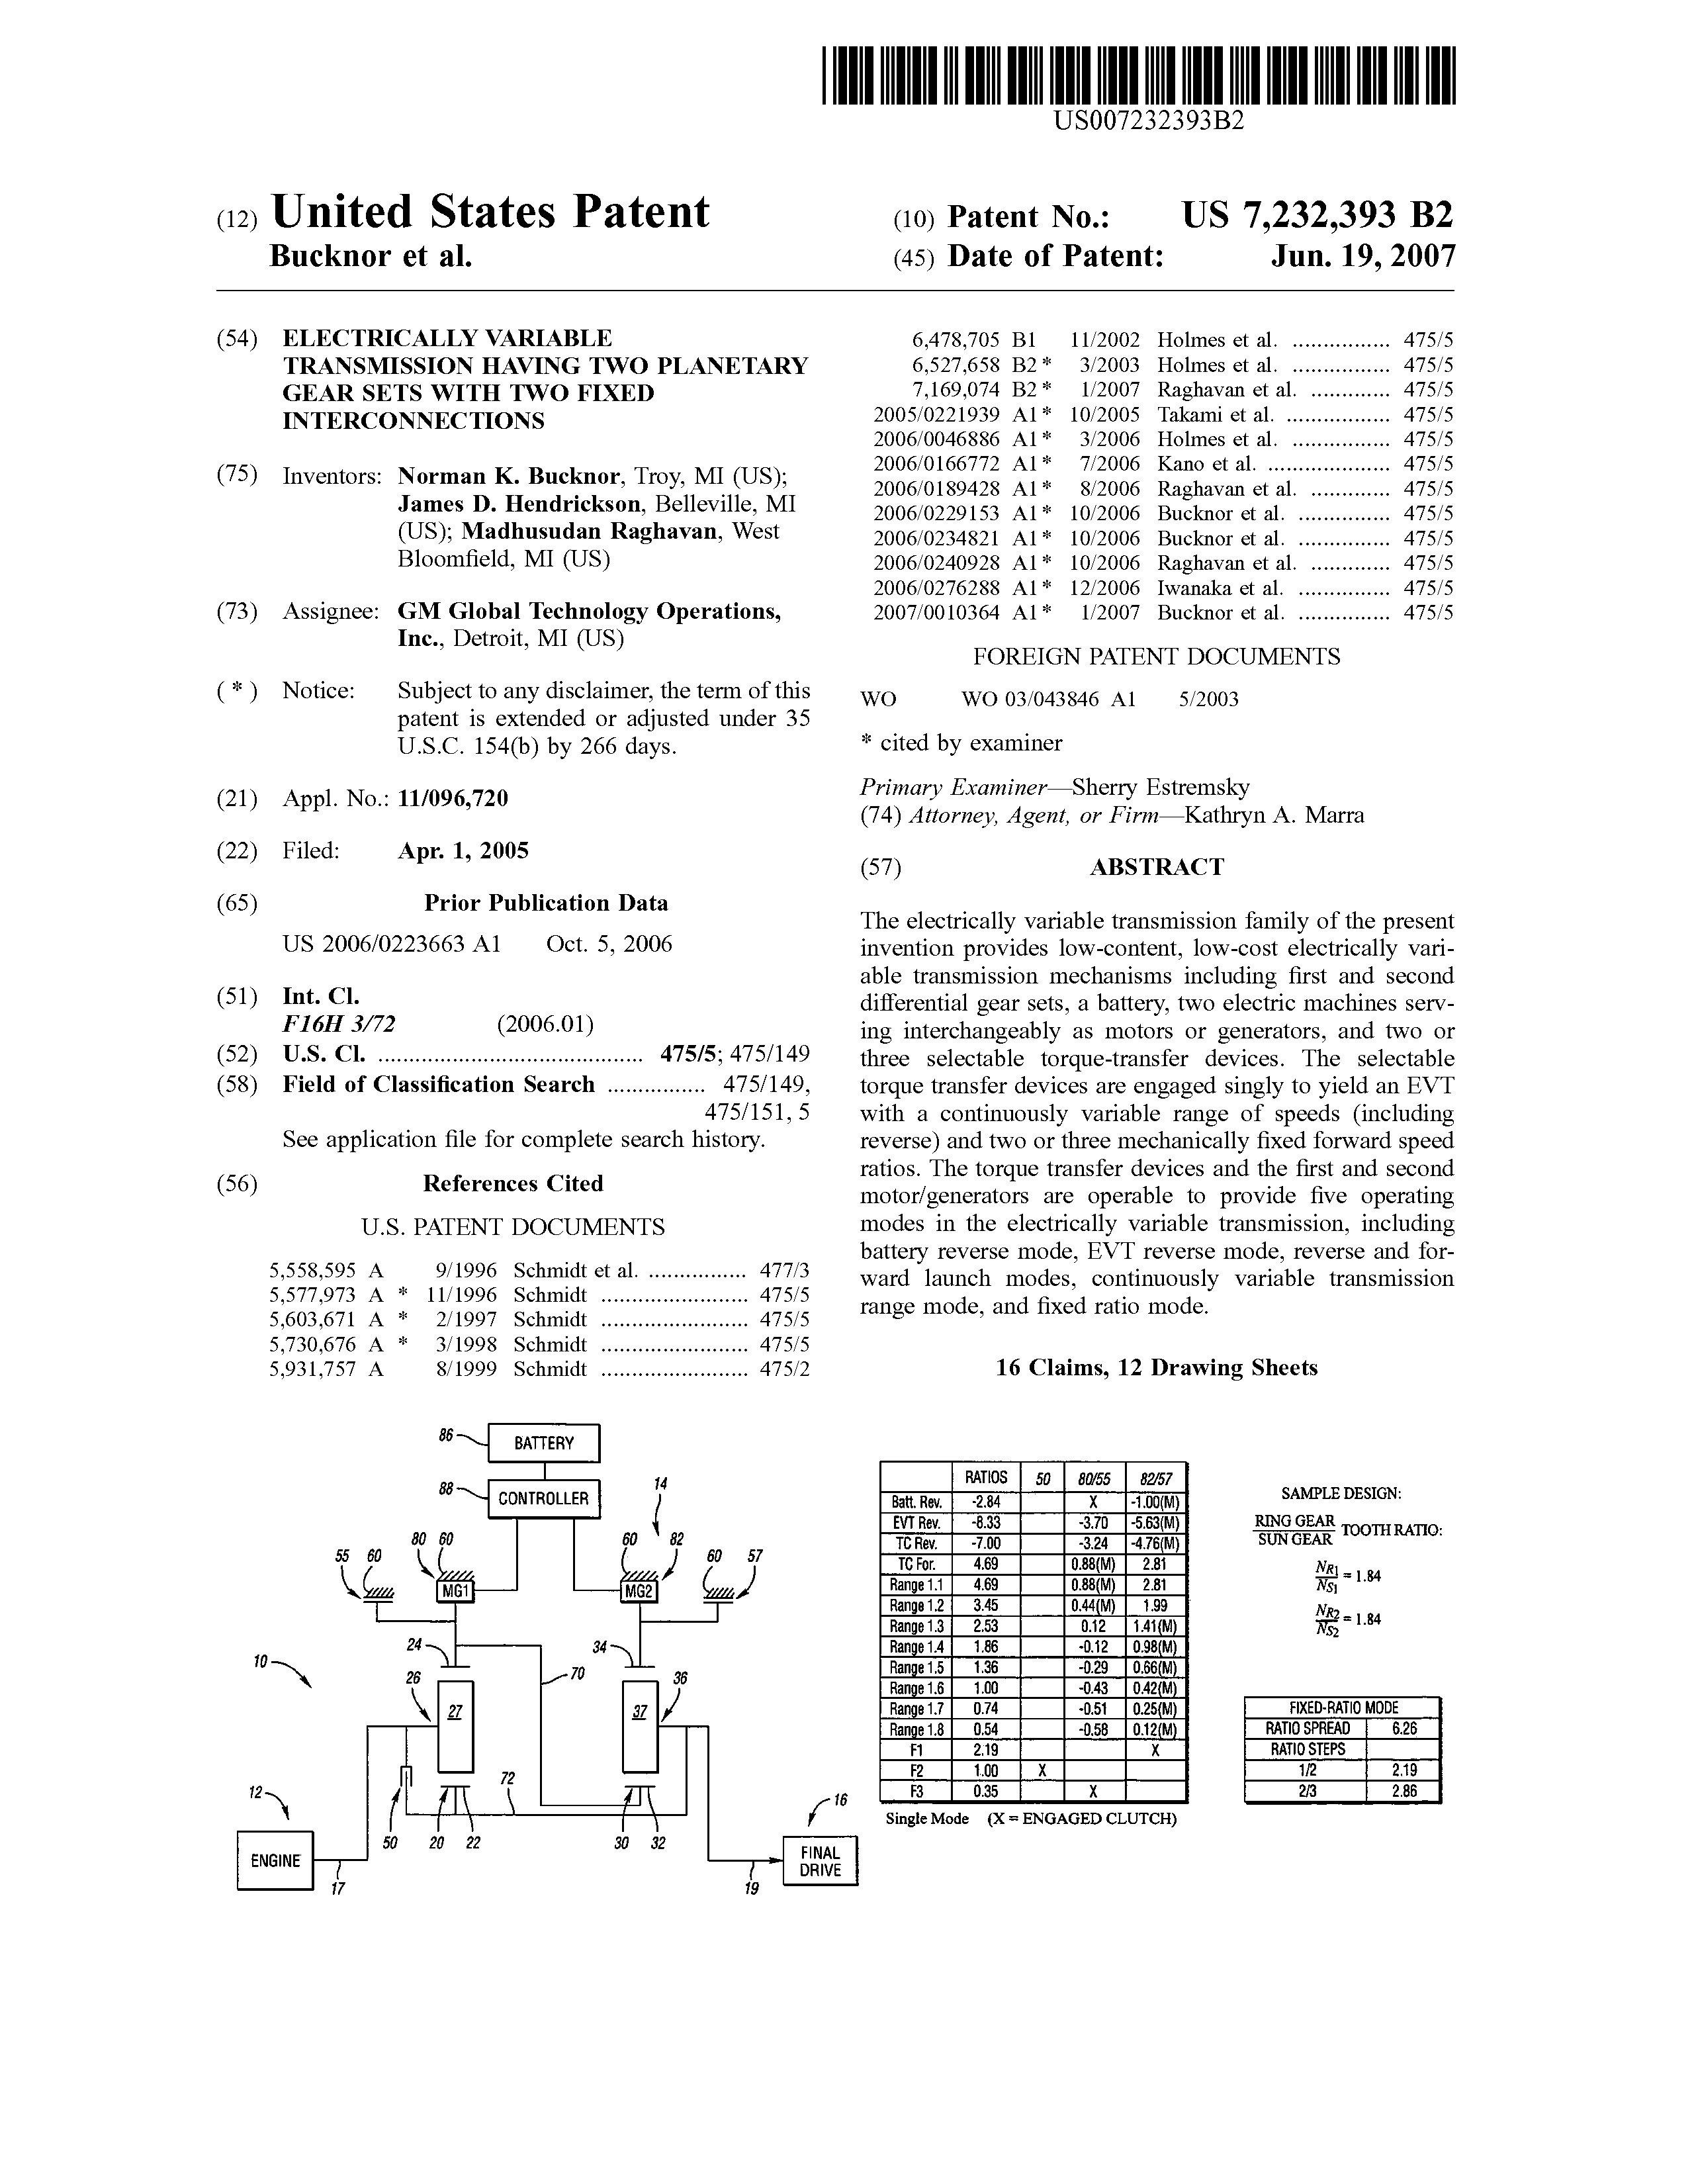 US007232393B2
(12) United States Patent
Bucknor et al.
(10) Patent No.: US 7,232,393 B2
(45) Date of Patent: Jun. 19, 2007
(54) ELECTRICALLY VARIABLE
TRANSMISSION HAVING TWO PLANETARY
GEAR SETS WITH TWO FIXED
INTERCONNECTIONS
(75) Inventors: Norman K. Bucknor, Troy, MI (US);
James D. Hendrickson, Belleville, MI
(US); Madhusudan Raghavan, West
Bloomfield, MI (US)
(73) Assignee: GM Global Technology Operations,
Inc., Detroit, MI (US)
( * ) Notice: Subject to any disclaimer, the term of this
patent is extended or adjusted under 35
U.S.C. 154(b) by 266 days.
(21) Appl. No.: 11/096,720
(22) Filed: Apr. 1, 2005
(65) Prior Publication Data
US 2006/0223663 A1 Oct. 5, 2006
(51) Int. Cl.
F16H 3/72 (2006.01)
(52) U.S. Cl. ........................................... 475/5; 475/149
(58) Field of Classification Search ................ 475/149,
475/151, 5
See application file for complete search history.
(56) References Cited
U.S. PATENT DOCUMENTS
5,558,595 A 9/1996 Schmidt et al. ................ 477/3
5,577,973 A * 11/1996 Schmidt ........................ 475/5
5,603,671 A * 2/1997 Schmidt ........................ 475/5
5,730,676 A * 3/1998 Schmidt ........................ 475/5
5,931,757 A 8/1999 Schmidt ........................ 475/2
6,478,705 B1 11/2002 Holmes et al. ................ 475/5
6,527,658 B2 * 3/2003 Holmes et al. ................ 475/5
7,169,074 B2 * 1/2007 Raghavan et al. ............. 475/5
2005/0221939 A1 * 10/2005 Takami et al. ................. 475/5
2006/0046886 A1 * 3/2006 Holmes et al. ................ 475/5
2006/0166772 A1 * 7/2006 Kano et al. .................... 475/5
2006/0189428 A1 * 8/2006 Raghavan et al. ............. 475/5
2006/0229153 A1 * 10/2006 Bucknor et al. ............... 475/5
2006/0234821 A1 * 10/2006 Bucknor et al. ............... 475/5
2006/0240928 A1 * 10/2006 Raghavan et al. ............. 475/5
2006/0276288 A1 * 12/2006 Iwanaka et al. ............... 475/5
2007/0010364 A1 * 1/2007 Bucknor et al. ............... 475/5
FOREIGN PATENT DOCUMENTS
WO WO 03/043846 A1 5/2003
* cited by examiner
Primary Examiner—Sherry Estremsky
(74) Attorney, Agent, or Firm—Kathryn A. Marra
(57) ABSTRACT
The electrically variable transmission family of the present
invention provides low-content, low-cost electrically vari-
able transmission mechanisms including first and second
differential gear sets, a battery, two electric machines serv-
ing interchangeably as motors or generators, and two or
three selectable torque-transfer devices. The selectable
torque transfer devices are engaged singly to yield an EVT
with a continuously variable range of speeds (including
reverse) and two or three mechanically fixed forward speed
ratios. The torque transfer devices and the first and second
motor/generators are operable to provide five operating
modes in the electrically variable transmission, including
battery reverse mode, EVT reverse mode, reverse and for-
ward launch modes, continuously variable transmission
range mode, and fixed ratio mode.
16 Claims, 12 Drawing Sheets
86 BATTERY
88 CONTROLLER 14
80 60 60 82
55 60 MG1 MG2 60 57
24 34
10 26 70 36
27 37
72
12 16
50 20 22 30 32
ENGINE FINAL
DRIVE
17 19
RATIOS 50 80/55 82/57
Batt. Rev. -2.84 X -1.00(M)
EVT Rev. -8.33 -3.70 -5.63(M)
TC Rev. -7.00 -3.24 -4.76(M)
TC For. 4.69 0.88(M) 2.81
Range 1.1 4.69 0.88(M) 2.81
Range 1.2 3.45 0.44(M) 1.99
Range 1.3 2.53 0.12 1.41(M)
Range 1.4 1.86 -0.12 0.98(M)
Range 1.5 1.36 -0.29 0.66(M)
Range 1.6 1.00 -0.43 0.42(M)
Range 1.7 0.74 -0.51 0.25(M)
Range 1.8 0.54 -0.58 0.12(M)
F1 2.19 X
F2 1.00 X
F3 0.35 X
Single Mode (X = ENGAGED CLUTCH)
SAMPLE DESIGN:
RING GEAR
SUN GEAR TOOTH RATIO:
NR1
NS1 = 1.84
NR2
NS2 = 1.84
FIXED-RATIO MODE
RATIO SPREAD 6.26
RATIO STEPS
1/2 2.19
2/3 2.86